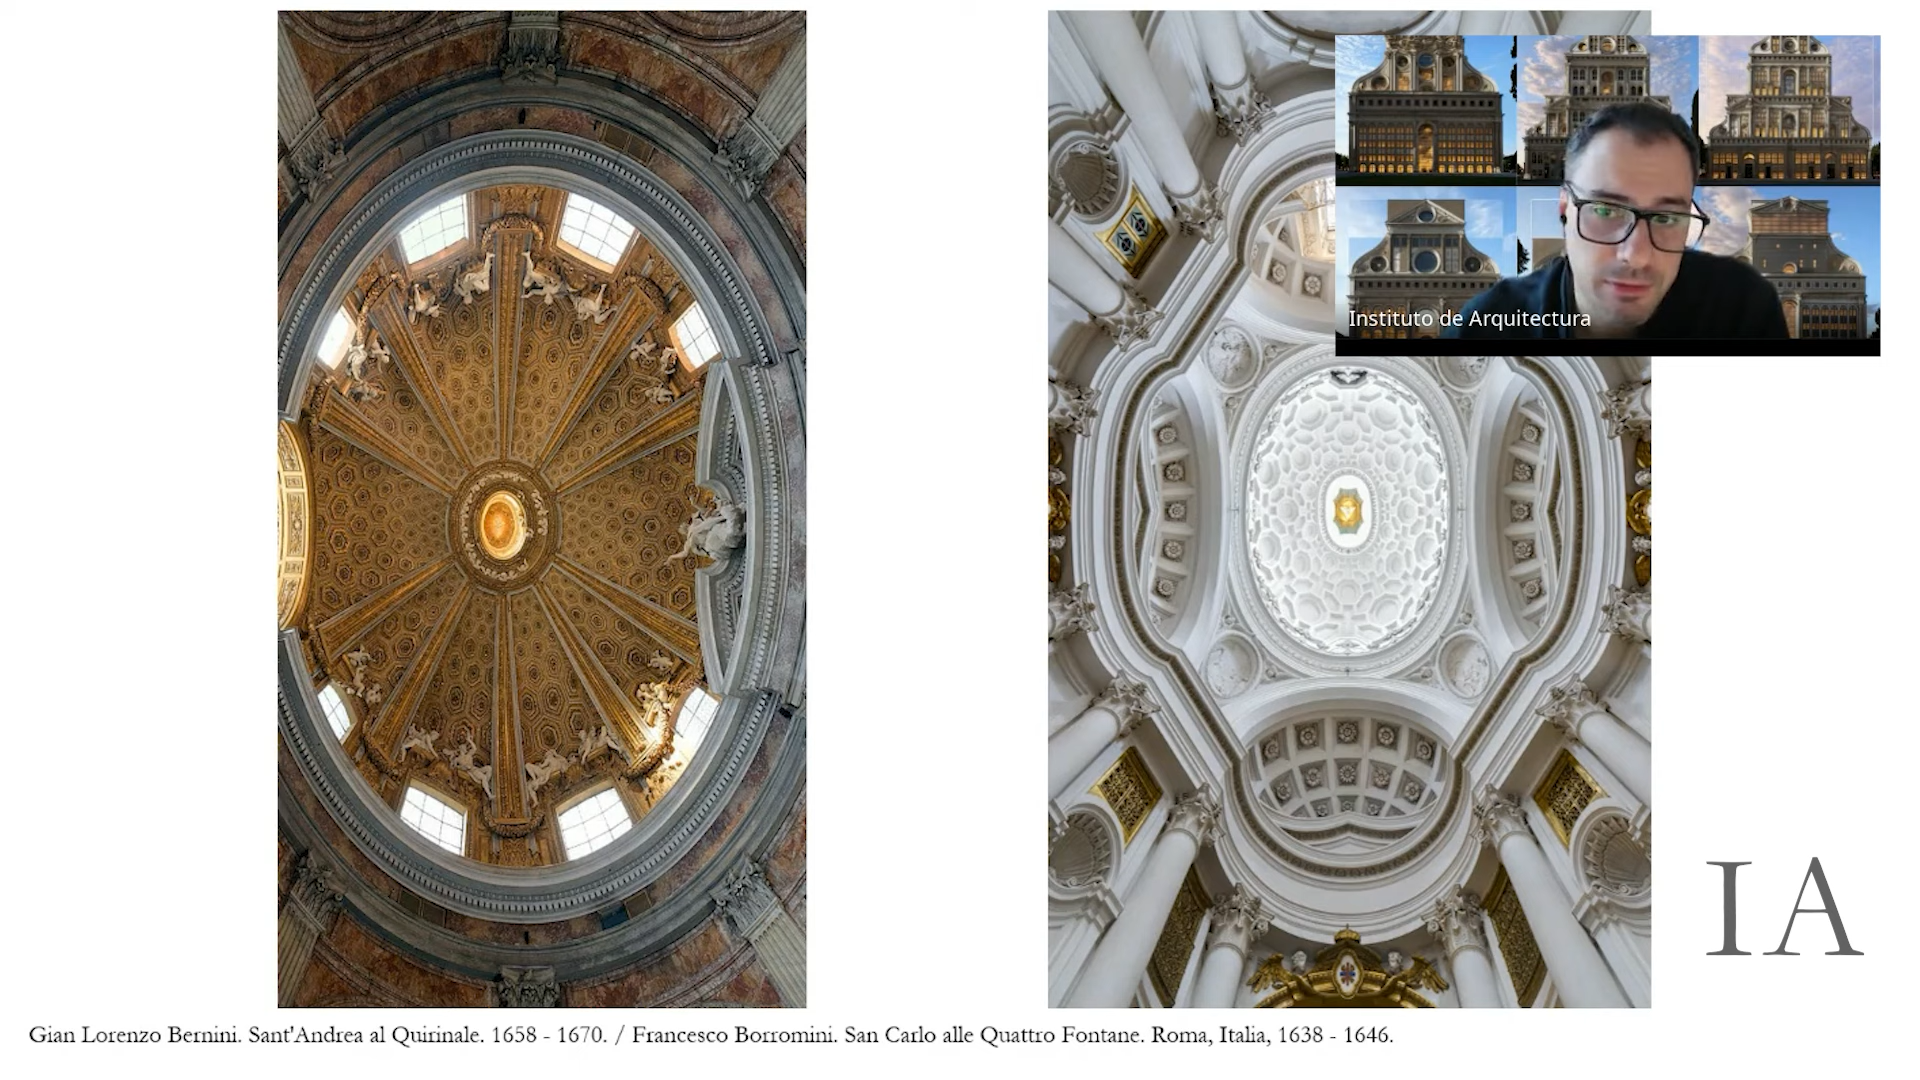 Instituto de Arquitectura
IA
Gian Lorenzo Bernini. Sant'Andrea al Quirinale. 1658 - 1670. / Francesco Borromini. San Carlo alle Quattro Fontane. Roma, Italia, 1638 - 1646.